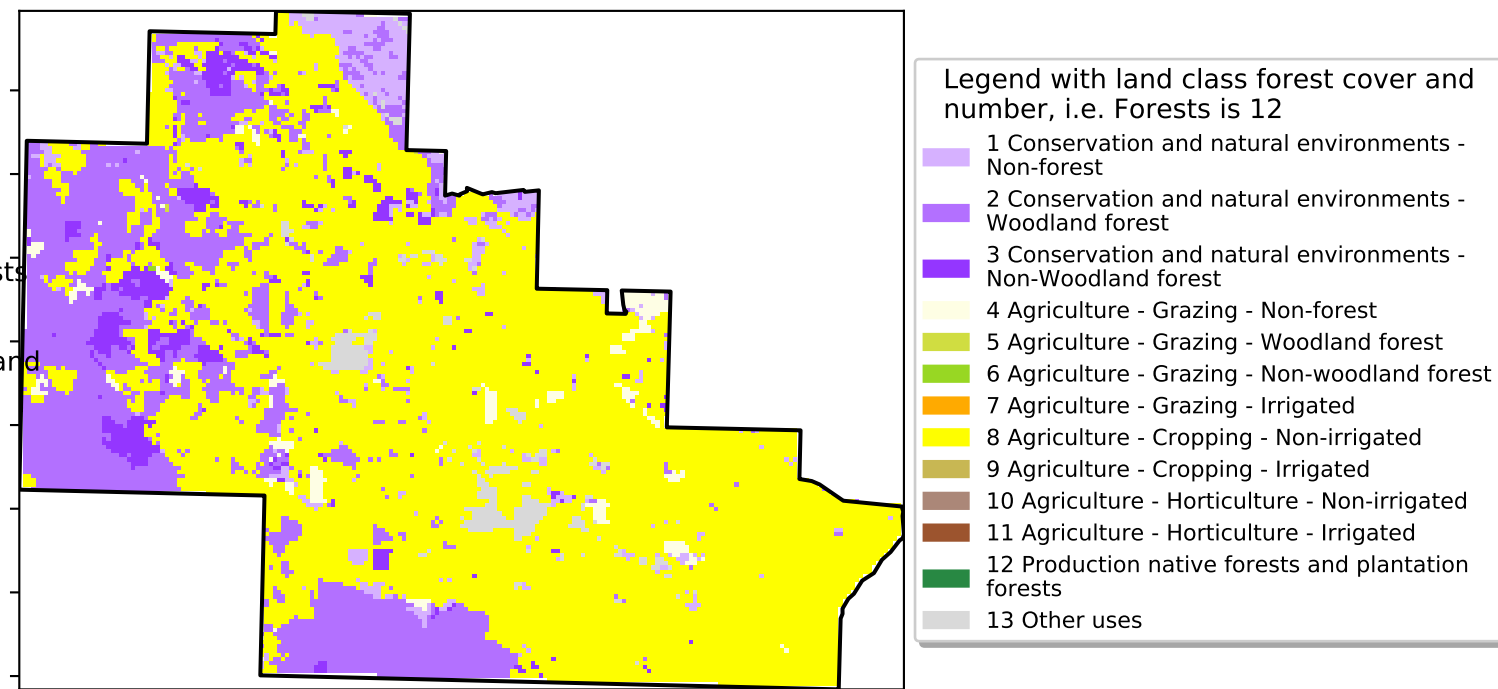 Legend with land class forest cover and
number, i.e. Forests is 12
1 Conservation and natural environments -
Non-forest
2 Conservation and natural environments -
Woodland forest
3 Conservation and natural environments -
Non-Woodland forest
4 Agriculture - Grazing - Non-forest
5 Agriculture - Grazing - Woodland forest
6 Agriculture - Grazing - Non-woodland forest
7 Agriculture - Grazing - Irrigated
8 Agriculture - Cropping - Non-irrigated
9 Agriculture - Cropping - Irrigated
10 Agriculture - Horticulture - Non-irrigated
11 Agriculture - Horticulture - Irrigated
12 Production native forests and plantation
forests
13 Other uses